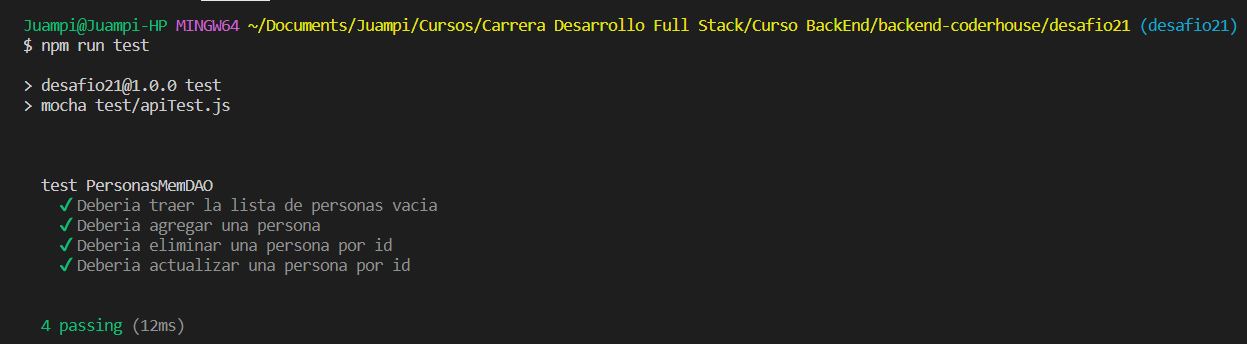 Juampi@Juampi-HP MINGW64 ~/Documents/Juampi/Cursos/Carrera Desarrollo Full Stack/Curso BackEnd/backend-coderhouse/desafio21 (desafio21)
$ npm run test
> desafio21@1.0.0 test
> mocha test/apiTest.js
test PersonasMemDAO
✓ Deberia traer la lista de personas vacia
✓ Deberia agregar una persona
✓ Deberia eliminar una persona por id
✓ Deberia actualizar una persona por id
4 passing (12ms)